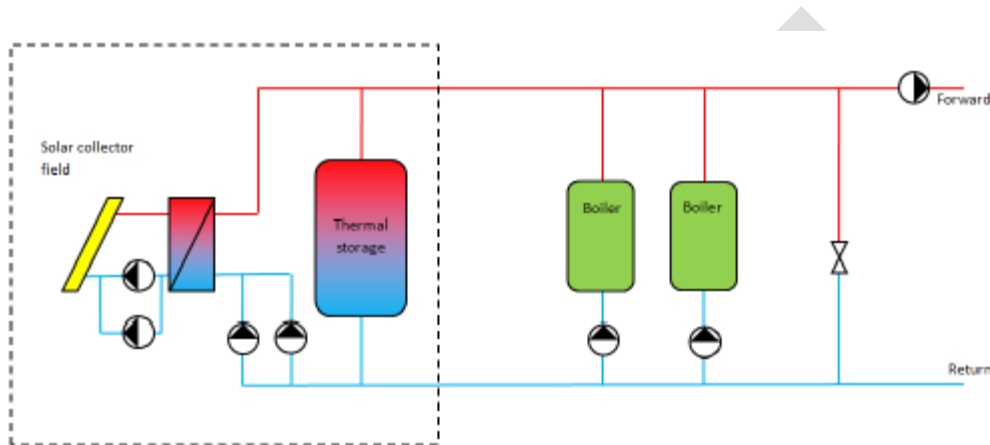 Forward
Solar collector
field
Thermal
storage
Boiler
Boiler
Return